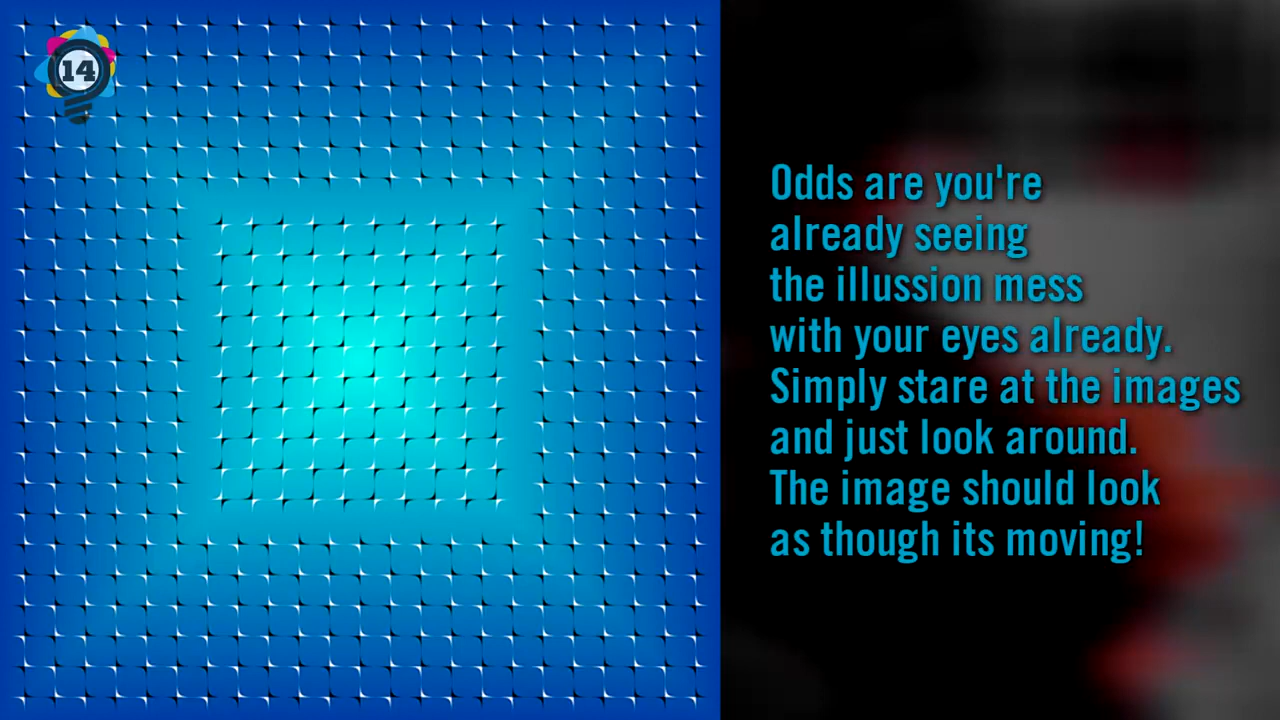 14
Odds are you're
already seeing
the illussion mess
with your eyes already.
Simply stare at the images
and just look around.
The image should look
as though its moving!